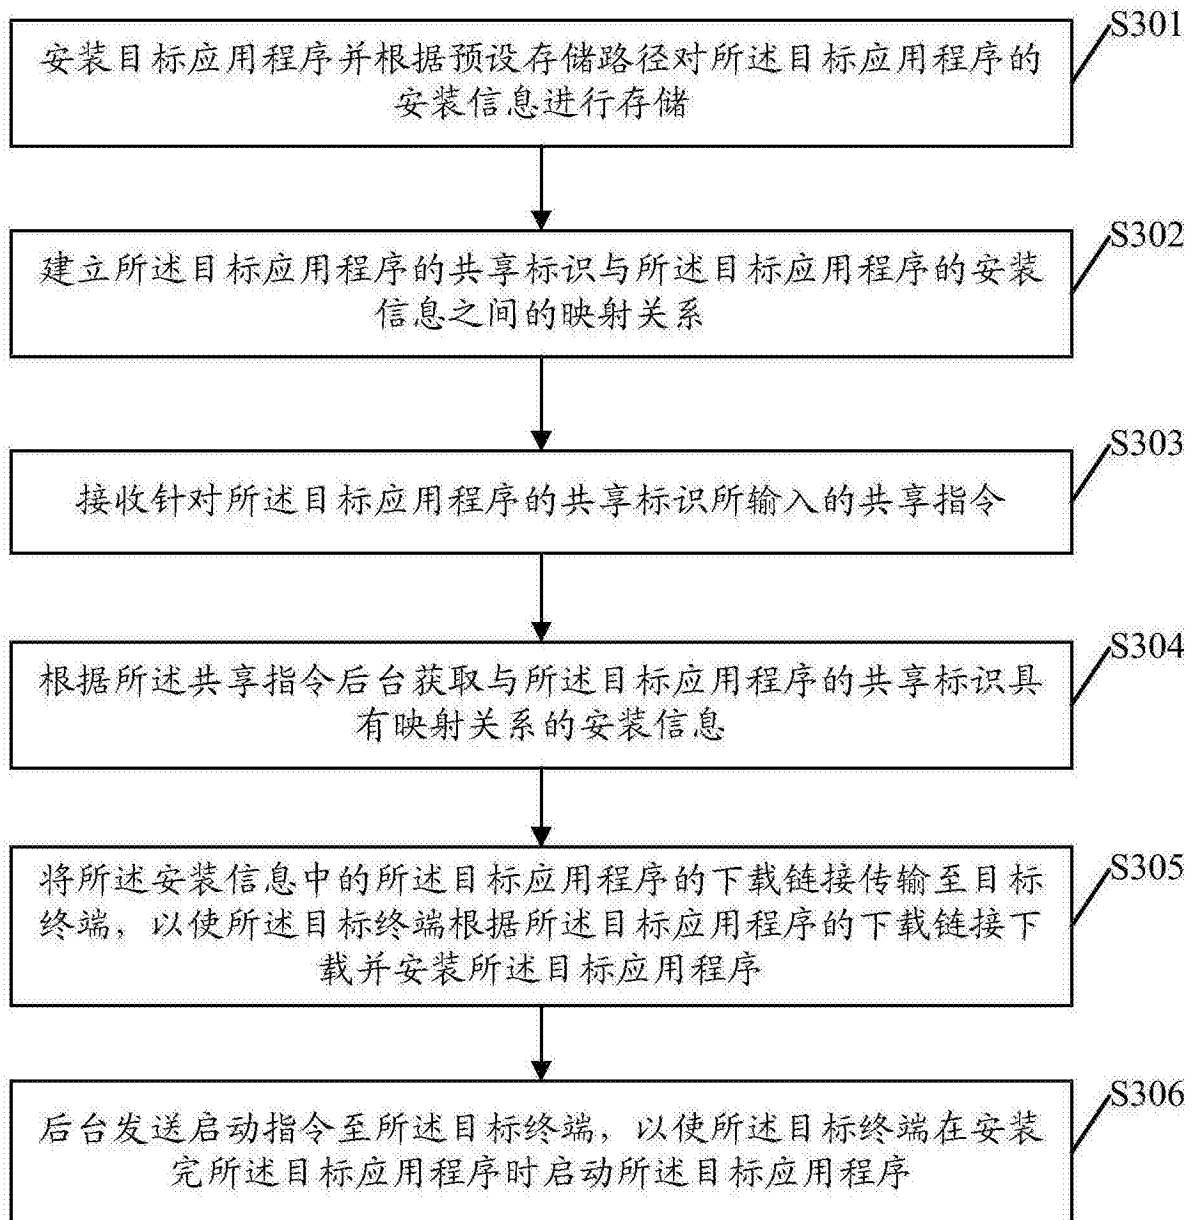 S301
安装目标应用程序并根据预设存储路径对所述目标应用程序的
安装信息进行存储
S302
建立所述目标应用程序的共享标识与所述目标应用程序的安装
信息之间的映射关系
S303
接收针对所述目标应用程序的共享标识所输入的共享指令
S304
根据所述共享指令后台获取与所述目标应用程序的共享标识具
有映射关系的安装信息
S305
将所述安装信息中的所述目标应用程序的下载链接传输至目标
终端，以使所述目标终端根据所述目标应用程序的下载链接下
载并安装所述目标应用程序
S306
后台发送启动指令至所述目标终端，以使所述目标终端在安装
完所述目标应用程序时启动所述目标应用程序